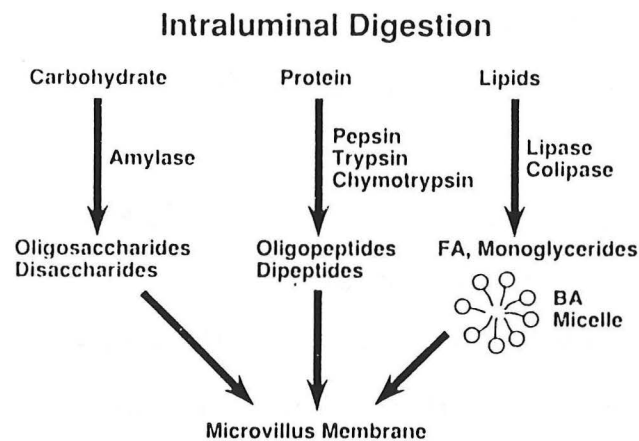 Intraluminal Digestion
Carbohydrate
Protein
Lipids
Amylase
Pepsin
Trypsin
Chymotrypsin
Lipase
Colipase
Oligosaccharides
Disaccharides
Oligopeptides
Dipeptides
FA, Monoglycerides
BA
Micelle
Microvillus Membrane